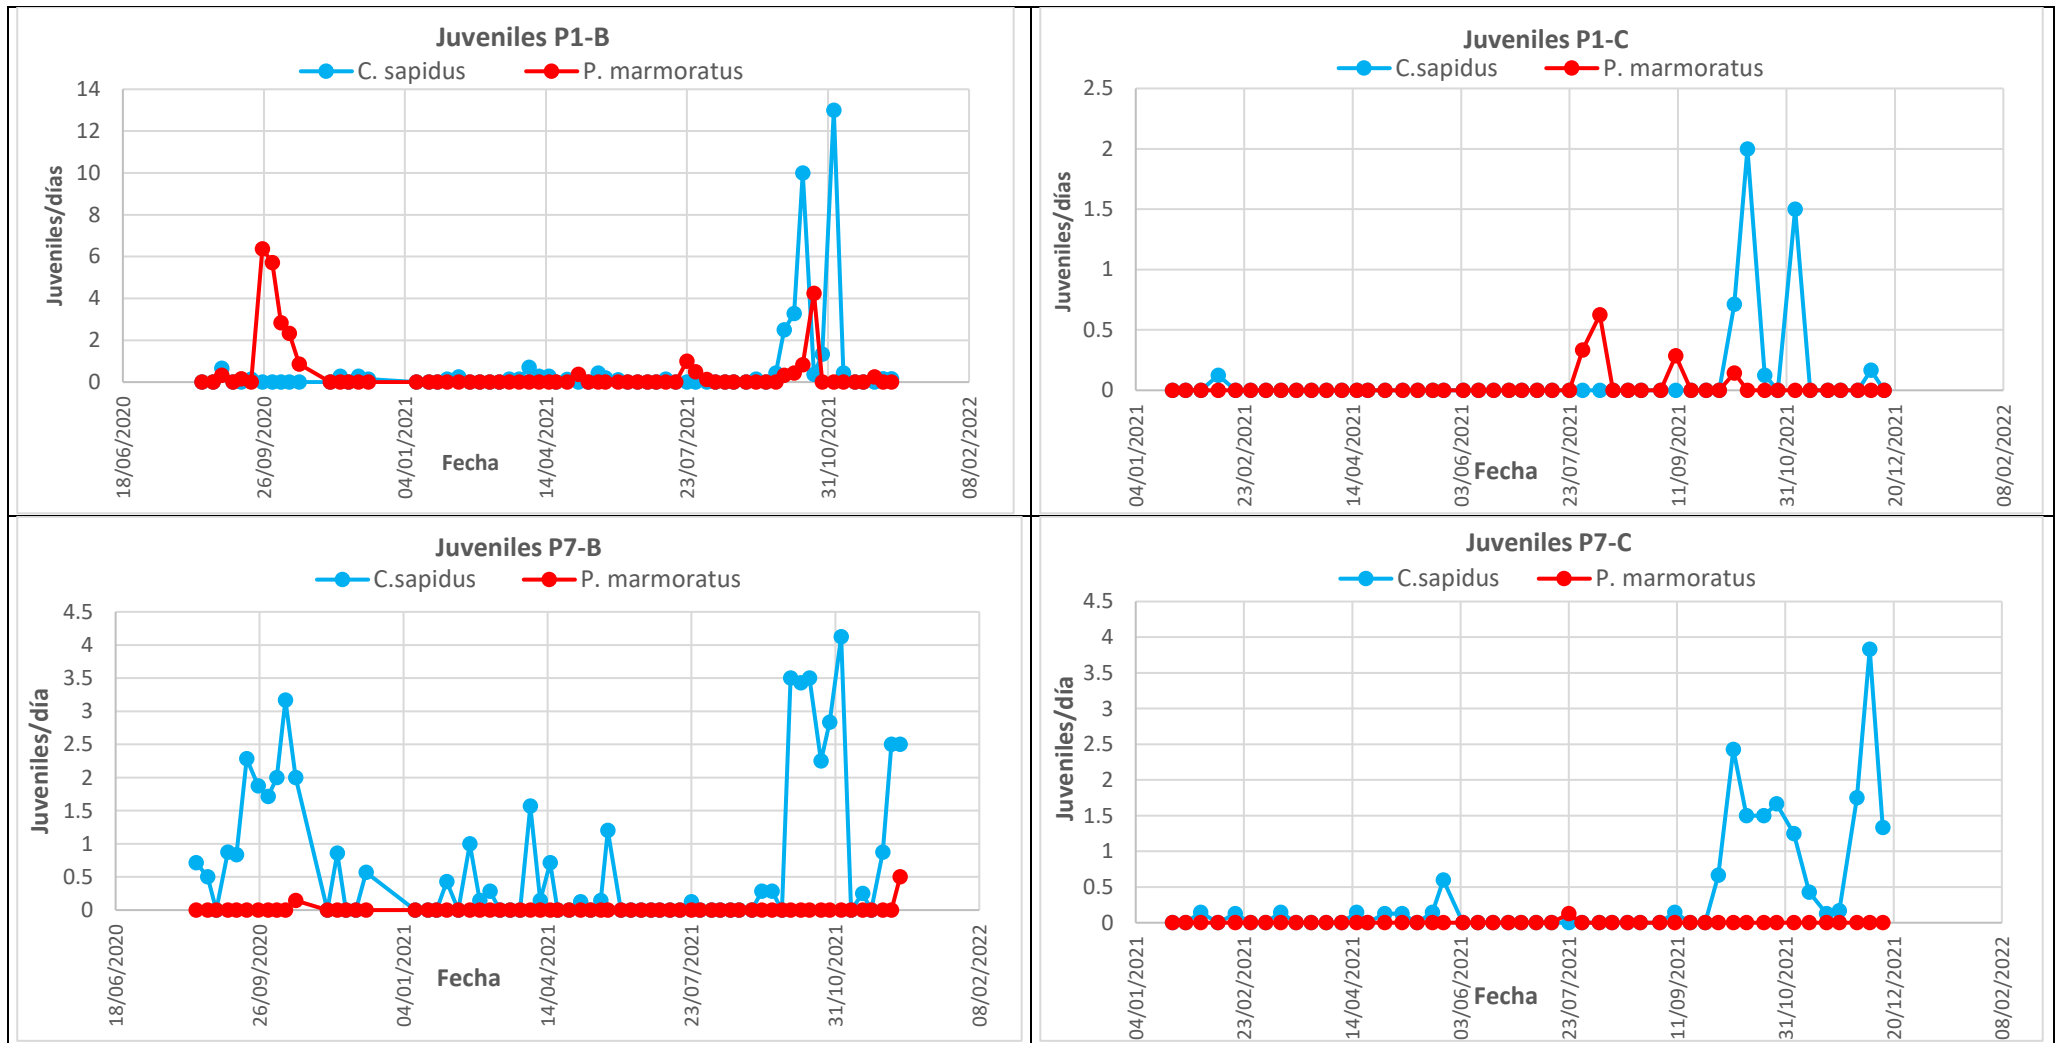 Juveniles P1-B
C. sapidus P. marmoratus
14
12
10
8
6
4
2
0
Juveniles/días
18/06/2020 26/09/2020 04/01/2021 14/04/2021 23/07/2021 31/10/2021 08/02/2022
Fecha
Juveniles P1-C
C.sapidus P. marmoratus
2.5
2
1.5
1
0.5
0
Juveniles/días
04/01/2021 23/02/2021 14/04/2021 03/06/2021 23/07/2021 11/09/2021 31/10/2021 20/12/2021 08/02/2022
Fecha
Juveniles P7-B
C.sapidus P. marmoratus
4.5
4
3.5
3
2.5
2
1.5
1
0.5
0
Juveniles/día
18/06/2020 26/09/2020 04/01/2021 14/04/2021 23/07/2021 31/10/2021 08/02/2022
Fecha
Juveniles P7-C
C.sapidus P. marmoratus
4.5
4
3.5
3
2.5
2
1.5
1
0.5
0
Juveniles/día
04/01/2021 23/02/2021 14/04/2021 03/06/2021 23/07/2021 11/09/2021 31/10/2021 20/12/2021 08/02/2022
Fecha